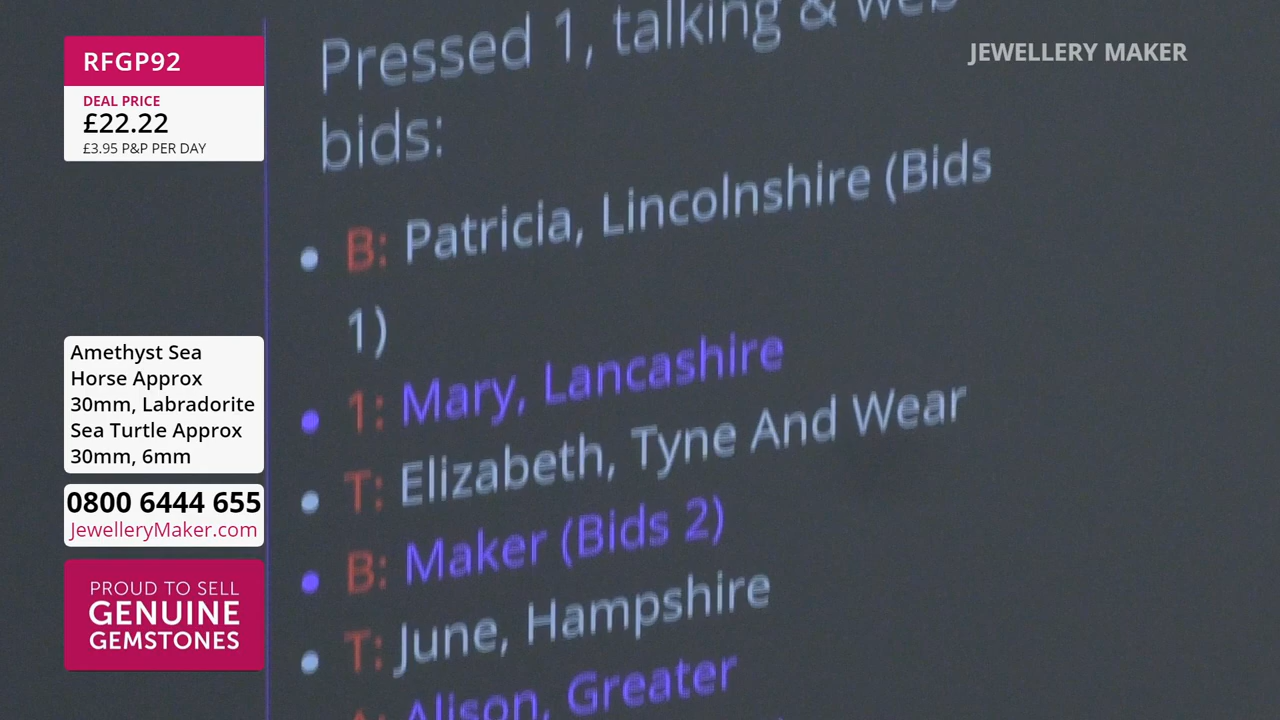 RFGP92
DEAL PRICE
£22.22
£3.95 P&P PER DAY
Amethyst Sea
Horse Approx
30mm, Labradorite
Sea Turtle Approx
30mm, 6mm
0800 6444 655
JewelleryMaker.com
PROUD TO SELL
GENUINE
GEMSTONES
JEWELLERY MAKER
Pressed 1, talking & web
bids:
• B: Patricia, Lincolnshire (Bids
1)
• 1: Mary, Lancashire
• T: Elizabeth, Tyne And Wear
• B: Maker (Bids 2)
• T: June, Hampshire
Alison, Greater